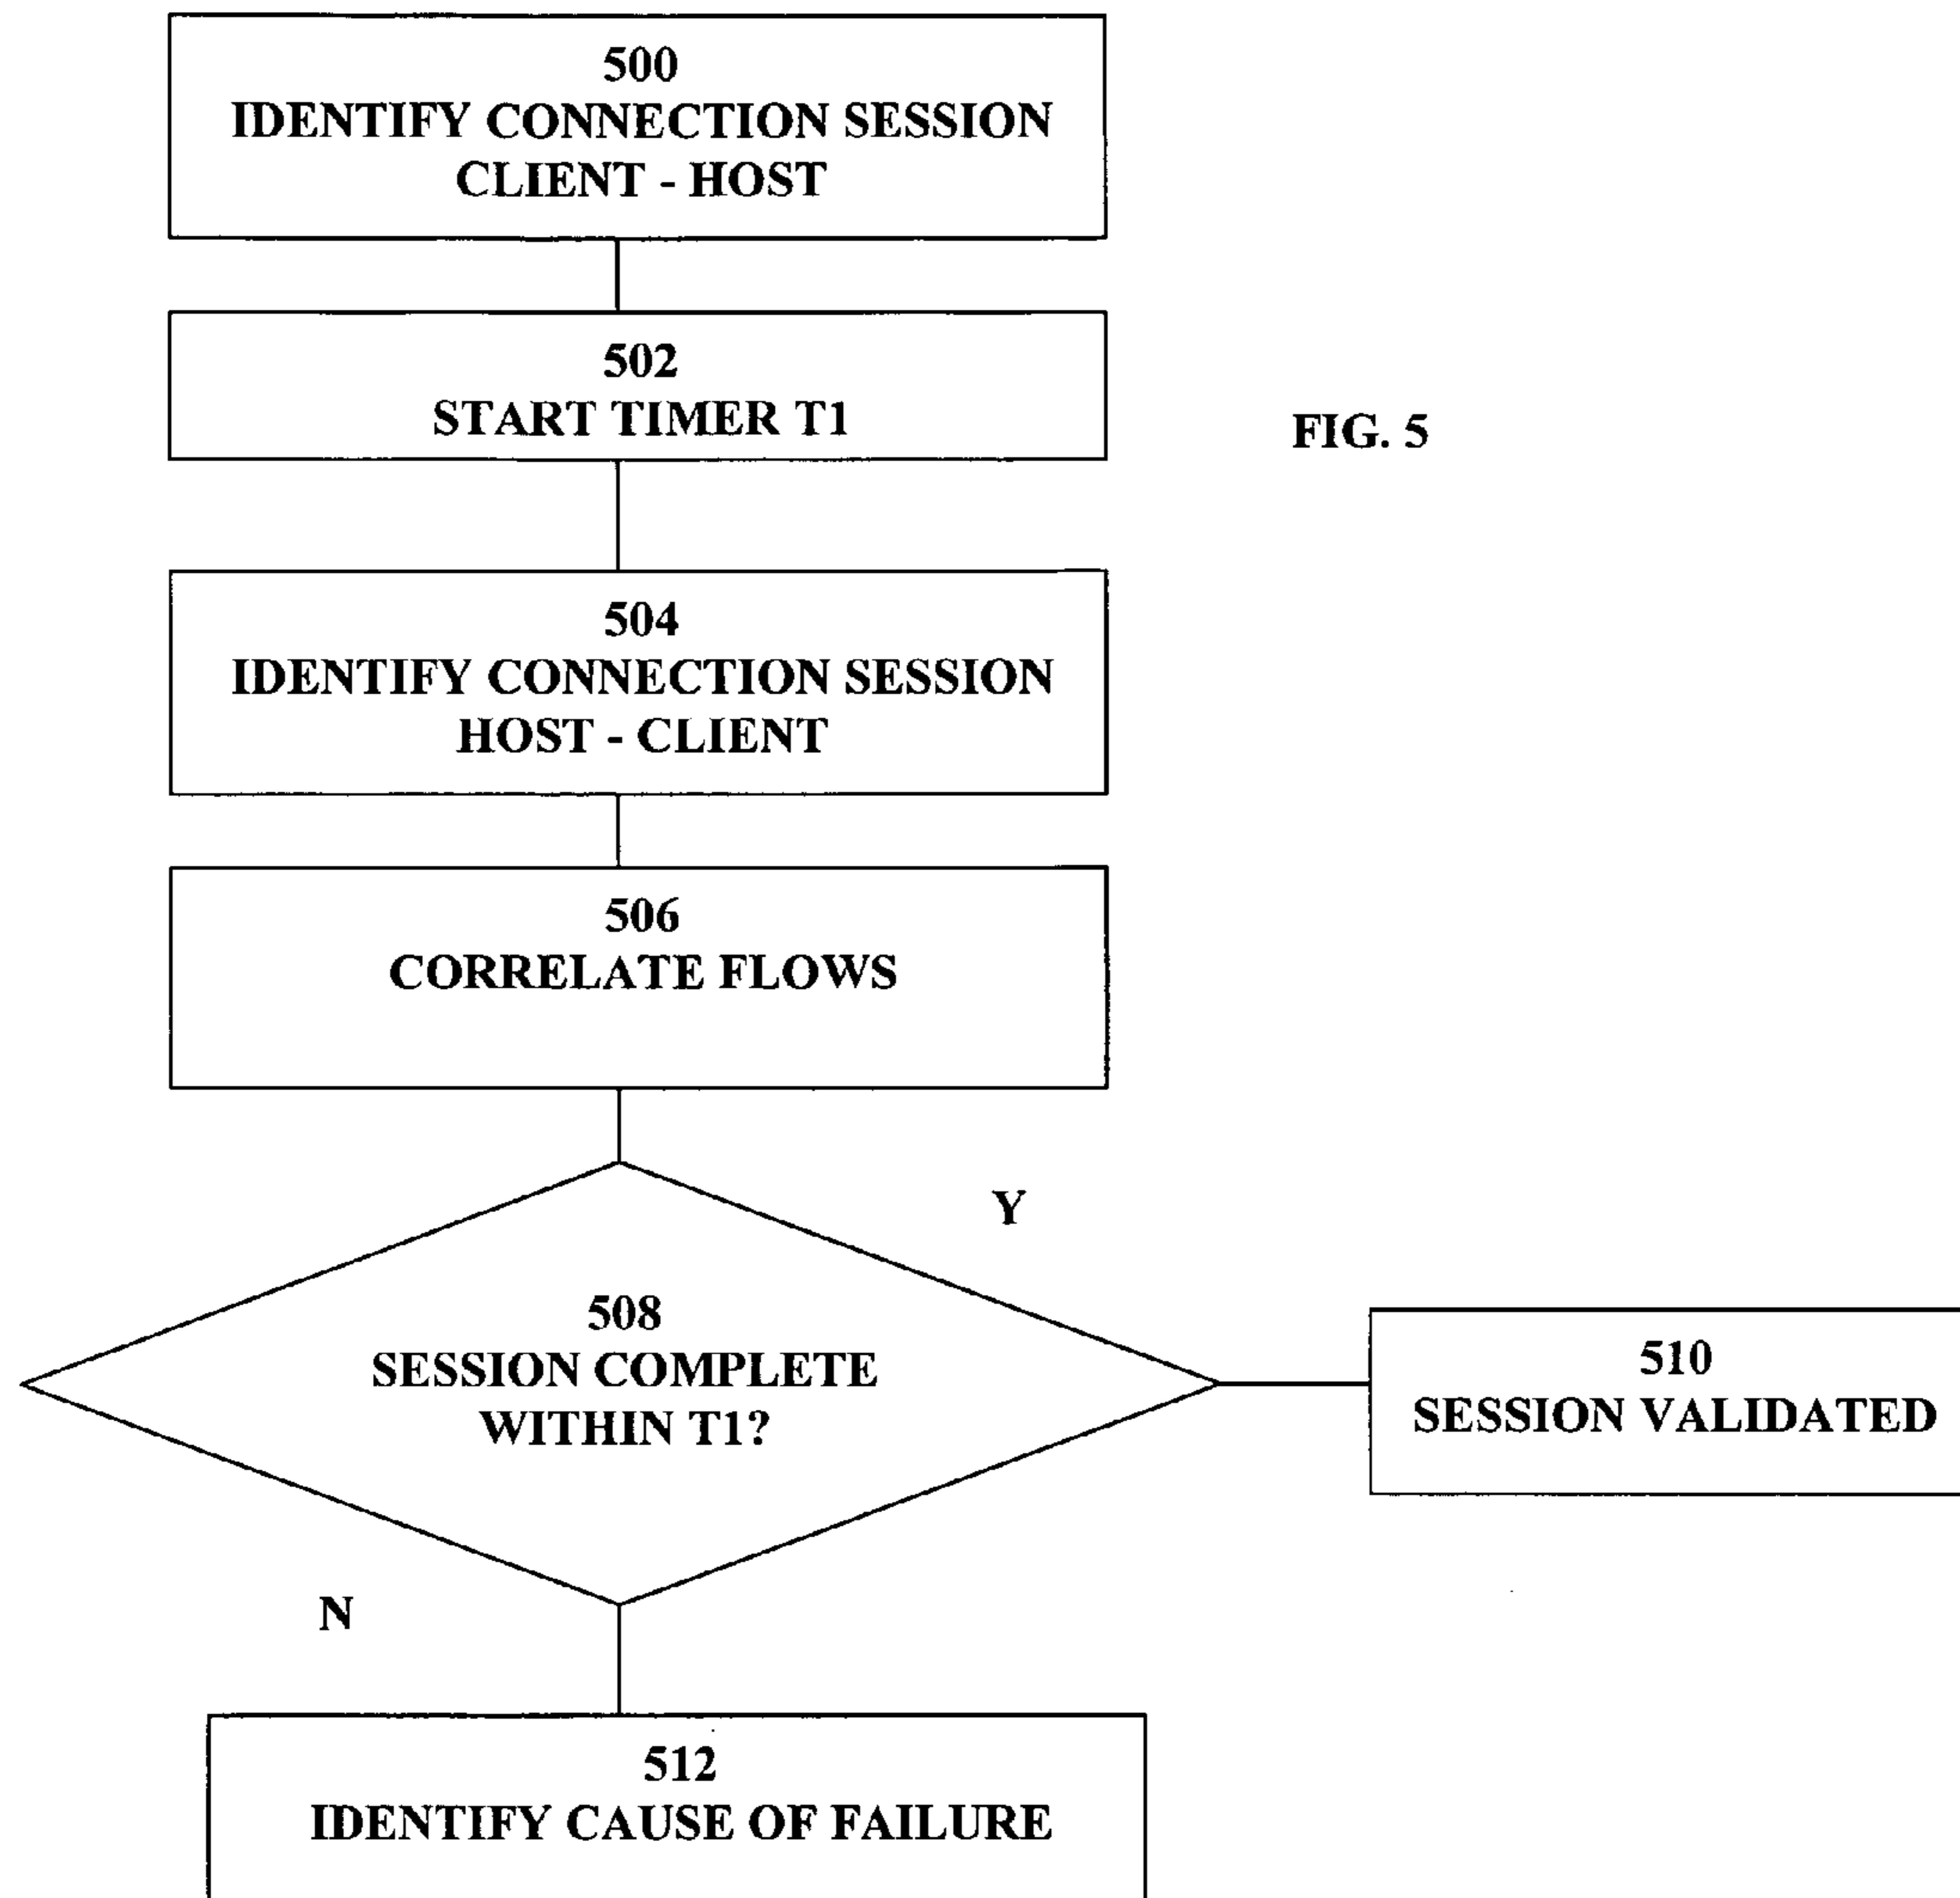 500
IDENTIFY CONNECTION SESSION
CLIENT - HOST
502
START TIMER T1
FIG. 5
504
IDENTIFY CONNECTION SESSION
HOST - CLIENT
506
CORRELATE FLOWS
Y
508
SESSION COMPLETE
WITHIN T1?
510
SESSION VALIDATED
N
512
IDENTIFY CAUSE OF FAILURE